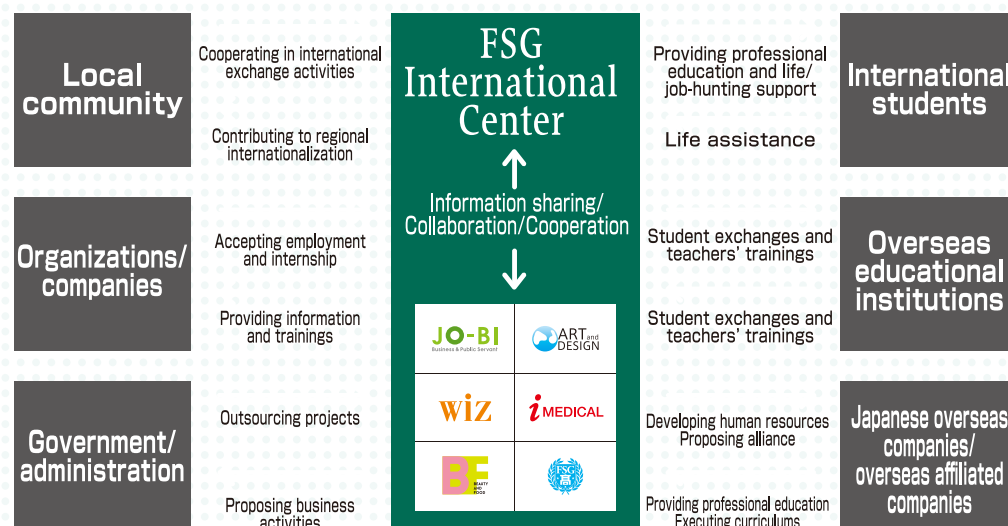 Local
community
Cooperating in international
exchange activities
Contributing to regional
internationalization
Organizations/
companies
Accepting employment
and internship
Providing information
and trainings
Government/
administration
Outsourcing projects
Proposing business
activities
FSG
International
Center
Information sharing/
Collaboration/Cooperation
JO-BI
Business & Public Servant
ART and
DESIGN
WiZ
i MEDICAL
BF
BEAUTY
AND
FOOD
FSG
高
Providing professional
education and life/
job-hunting support
Life assistance
International
students
Student exchanges and
teachers' trainings
Student exchanges and
teachers' trainings
Overseas
educational
institutions
Developing human resources
Proposing alliance
Providing professional education
Executing curriculums
Japanese overseas
companies/
overseas affiliated
companies